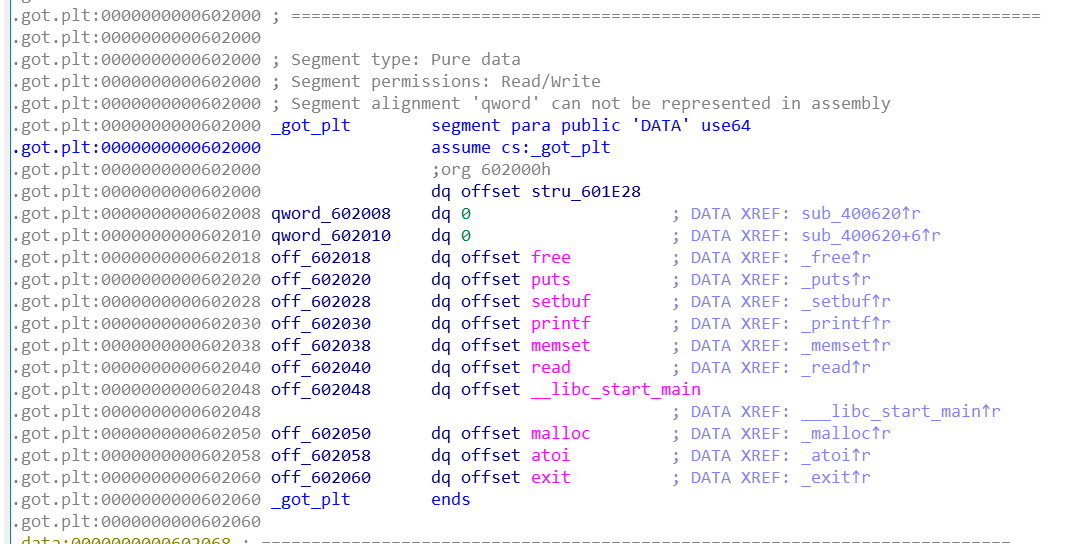 .got.plt:0000000000602000 ; ===========================================================================
.got.plt:0000000000602000
.got.plt:0000000000602000 ; Segment type: Pure data
.got.plt:0000000000602000 ; Segment permissions: Read/Write
.got.plt:0000000000602000 ; Segment alignment 'qword' can not be represented in assembly
.got.plt:0000000000602000 _got_plt        segment para public 'DATA' use64
.got.plt:0000000000602000                 assume cs:_got_plt
.got.plt:0000000000602000                 ;org 602000h
.got.plt:0000000000602000                 dq offset stru_601E28
.got.plt:0000000000602008 qword_602008    dq 0                    ; DATA XREF: sub_400620↑r
.got.plt:0000000000602010 qword_602010    dq 0                    ; DATA XREF: sub_400620+6↑r
.got.plt:0000000000602018 off_602018      dq offset free          ; DATA XREF: _free↑r
.got.plt:0000000000602020 off_602020      dq offset puts          ; DATA XREF: _puts↑r
.got.plt:0000000000602028 off_602028      dq offset setbuf        ; DATA XREF: _setbuf↑r
.got.plt:0000000000602030 off_602030      dq offset printf        ; DATA XREF: _printf↑r
.got.plt:0000000000602038 off_602038      dq offset memset        ; DATA XREF: _memset↑r
.got.plt:0000000000602040 off_602040      dq offset read          ; DATA XREF: _read↑r
.got.plt:0000000000602048 off_602048      dq offset __libc_start_main
.got.plt:0000000000602048                                         ; DATA XREF: ___libc_start_main↑r
.got.plt:0000000000602050 off_602050      dq offset malloc        ; DATA XREF: _malloc↑r
.got.plt:0000000000602058 off_602058      dq offset atoi          ; DATA XREF: _atoi↑r
.got.plt:0000000000602060 off_602060      dq offset exit          ; DATA XREF: _exit↑r
.got.plt:0000000000602060 _got_plt        ends
.got.plt:0000000000602060
.data:0000000000602068 ; ===========================================================================